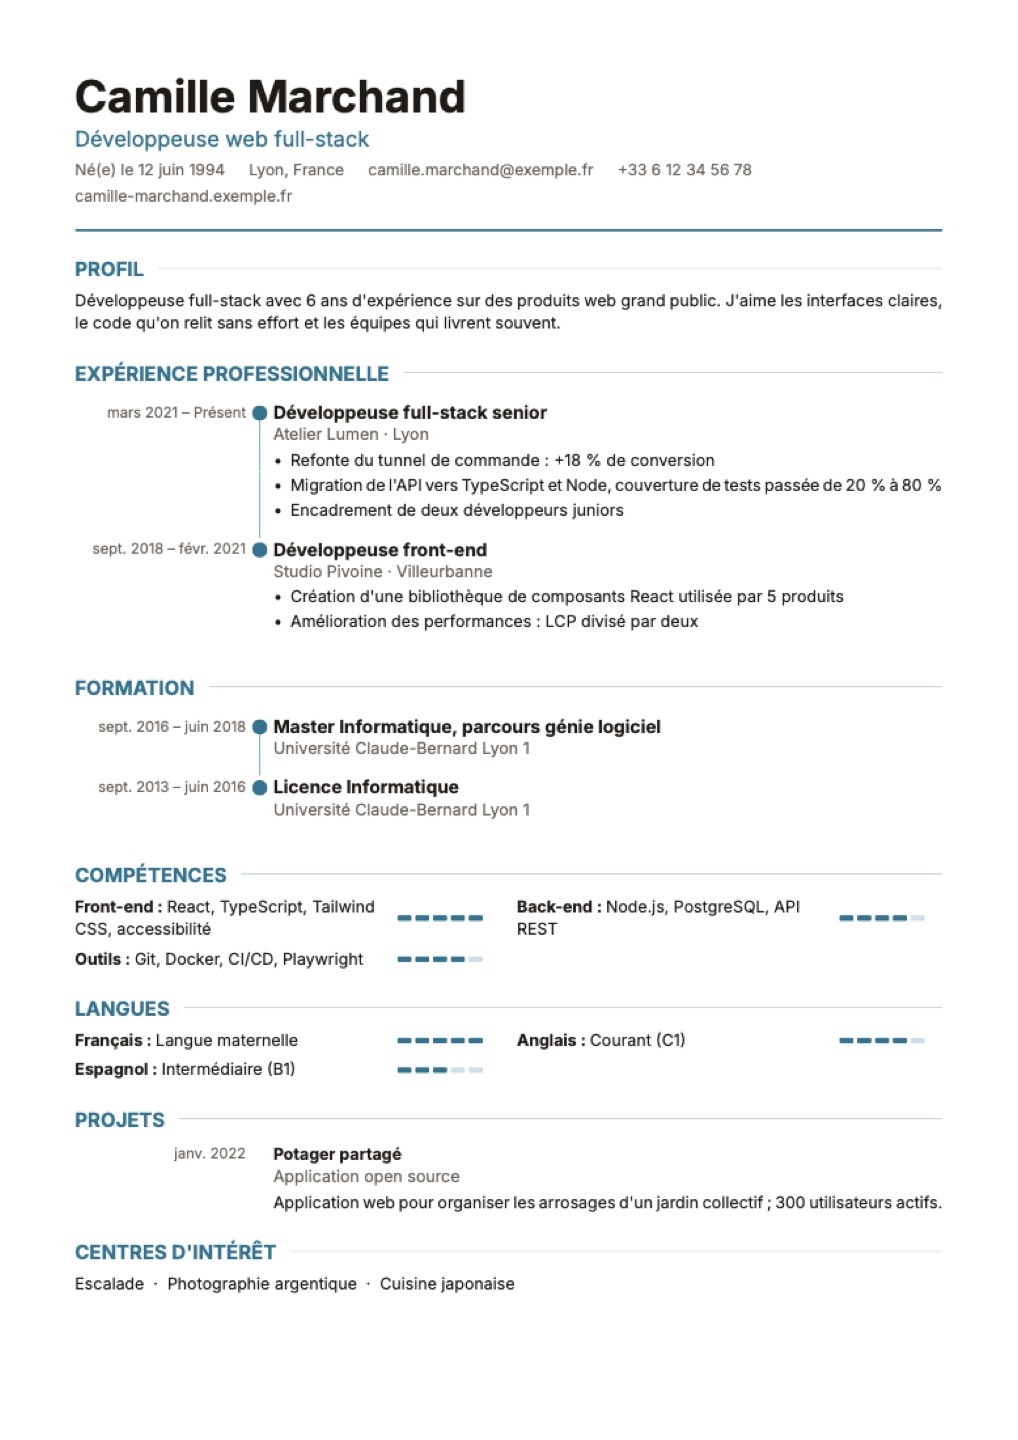 Camille Marchand
Développeuse web full-stack
Né(e) le 12 juin 1994 Lyon, France camille.marchand@exemple.fr +33 6 12 34 56 78
camille-marchand.exemple.fr
PROFIL
Développeuse full-stack avec 6 ans d'expérience sur des produits web grand public. J'aime les interfaces claires,
le code qu'on relit sans effort et les équipes qui livrent souvent.
EXPÉRIENCE PROFESSIONNELLE
mars 2021 – Présent Développeuse full-stack senior
Atelier Lumen · Lyon
• Refonte du tunnel de commande : +18 % de conversion
• Migration de l'API vers TypeScript et Node, couverture de tests passée de 20 % à 80 %
• Encadrement de deux développeurs juniors
sept. 2018 – févr. 2021 Développeuse front-end
Studio Pivoine · Villeurbanne
• Création d'une bibliothèque de composants React utilisée par 5 produits
• Amélioration des performances : LCP divisé par deux
FORMATION
sept. 2016 – juin 2018 Master Informatique, parcours génie logiciel
Université Claude-Bernard Lyon 1
sept. 2013 – juin 2016 Licence Informatique
Université Claude-Bernard Lyon 1
COMPÉTENCES
Front-end : React, TypeScript, Tailwind
CSS, accessibilité
Back-end : Node.js, PostgreSQL, API
REST
Outils : Git, Docker, CI/CD, Playwright
LANGUES
Français : Langue maternelle
Anglais : Courant (C1)
Espagnol : Intermédiaire (B1)
PROJETS
janv. 2022 Potager partagé
Application open source
Application web pour organiser les arrosages d'un jardin collectif ; 300 utilisateurs actifs.
CENTRES D'INTÉRÊT
Escalade · Photographie argentique · Cuisine japonaise